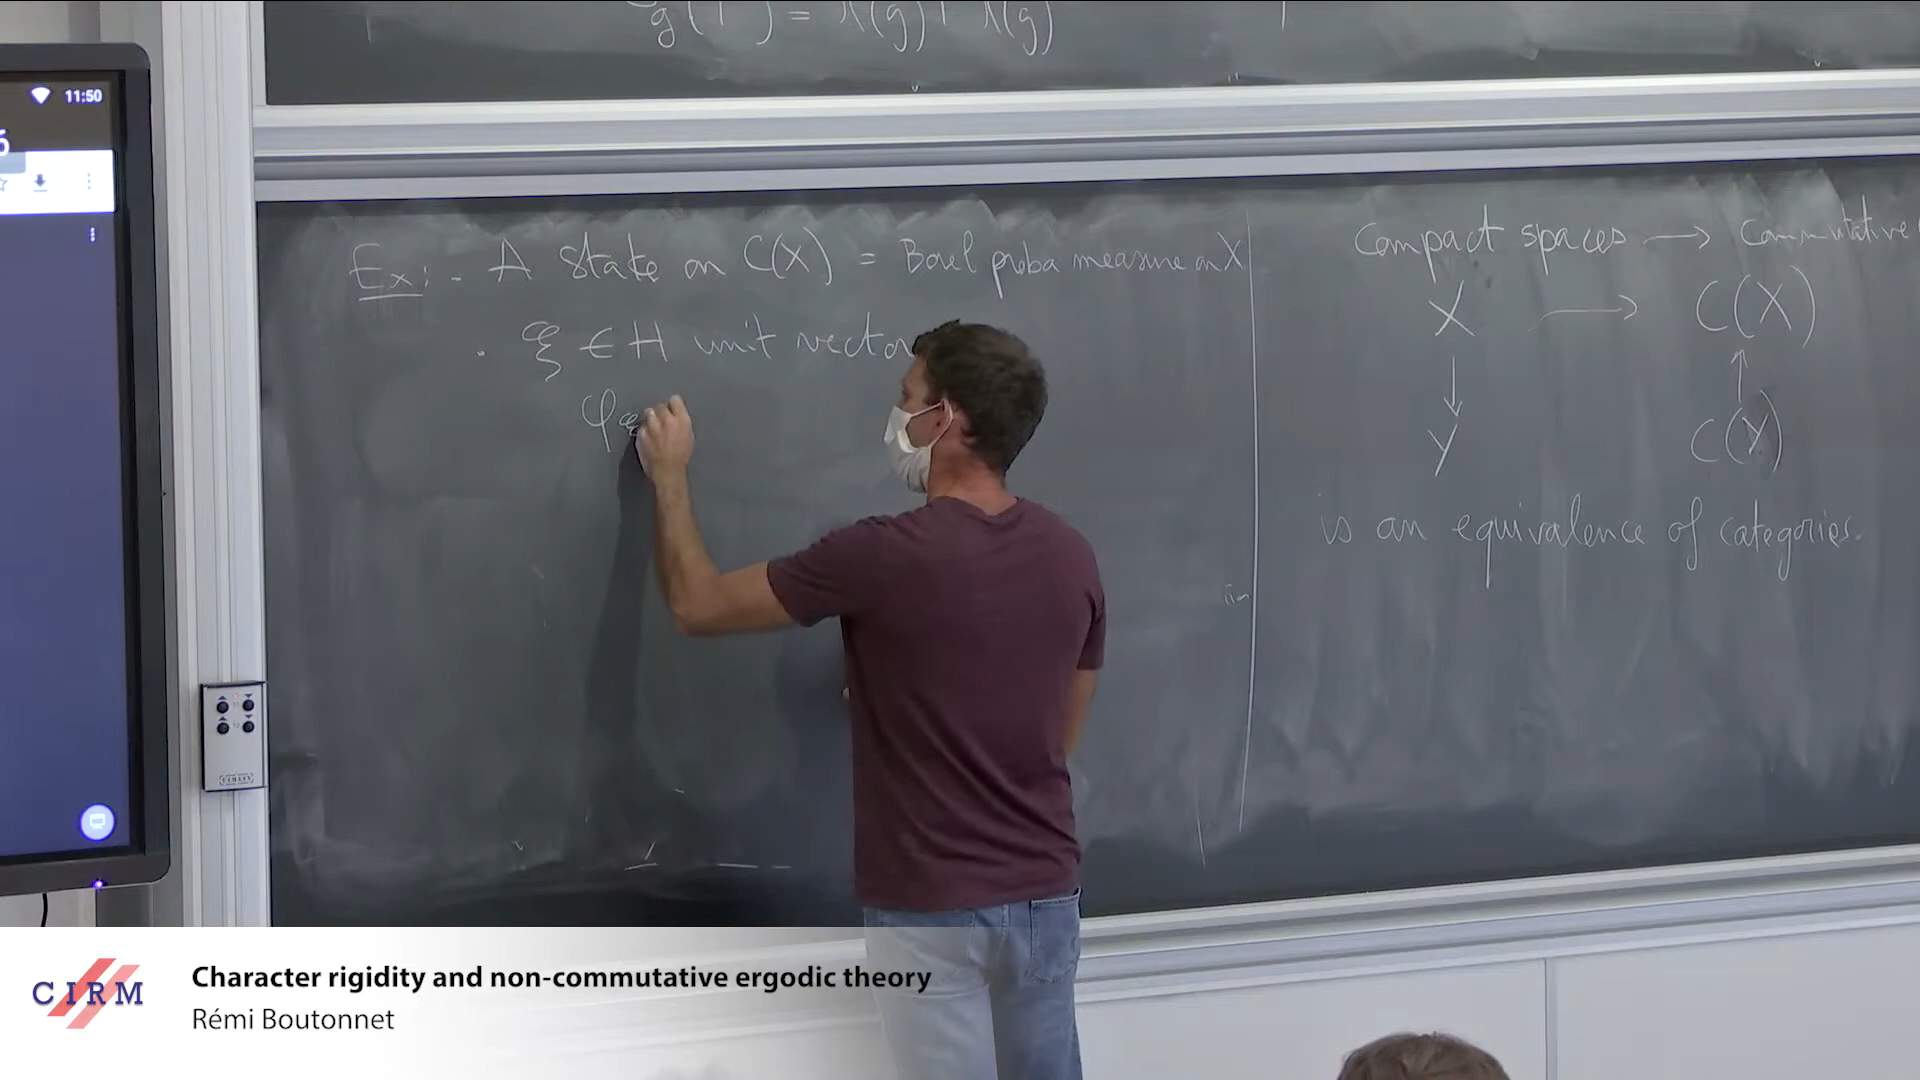 11:50
g( ) = λ(g) λ(g)
Ex: - A state on C(X) = Borel proba measure on X
. ξ ∈ H unit vector
φξ
Compact spaces → Commutative
X → C(X)
↓ ↑
Y C(Y)
is an equivalence of categories.
CIRM
Character rigidity and non-commutative ergodic theory
Rémi Boutonnet